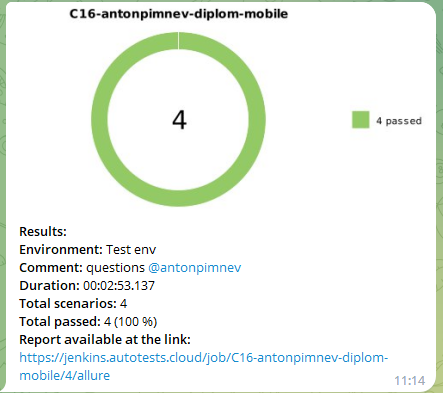 C16-antonpimnev-diplom-mobile
4
4 passed
Results:
Environment: Test env
Comment: questions @antonpimnev
Duration: 00:02:53.137
Total scenarios: 4
Total passed: 4 (100 %)
Report available at the link:
https://jenkins.autotests.cloud/job/C16-antonpimnev-diplom-
mobile/4/allure
11:14